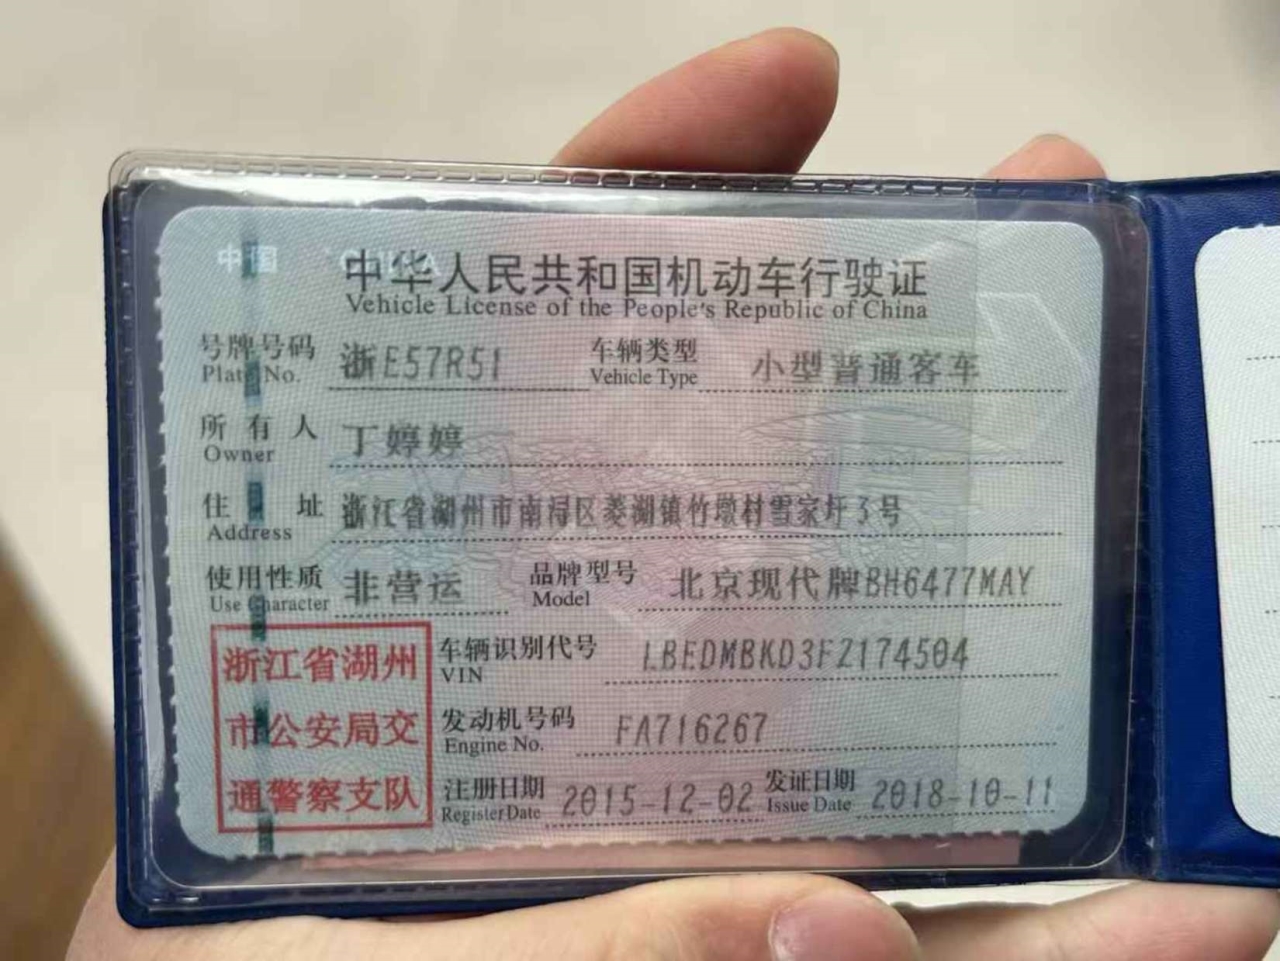 中国
中华人民共和国机动车行驶证
Vehicle License of the People's Republic of China
号牌号码 浙E57R51 车辆类型 小型普通客车
Plate No. Vehicle Type
所有人 丁婷婷
Owner
住址 浙江省湖州市南浔区菱湖镇竹墩村雪家圩3号
Address
使用性质 非营运 品牌型号 北京现代牌BH6477MAY
Use Character Model
浙江省湖州
市公安局交
通警察支队
车辆识别代号 LBEDMBKD3FZ174504
VIN
发动机号码 FA716267
Engine No.
注册日期 2015-12-02 发证日期 2018-10-11
Register Date Issue Date